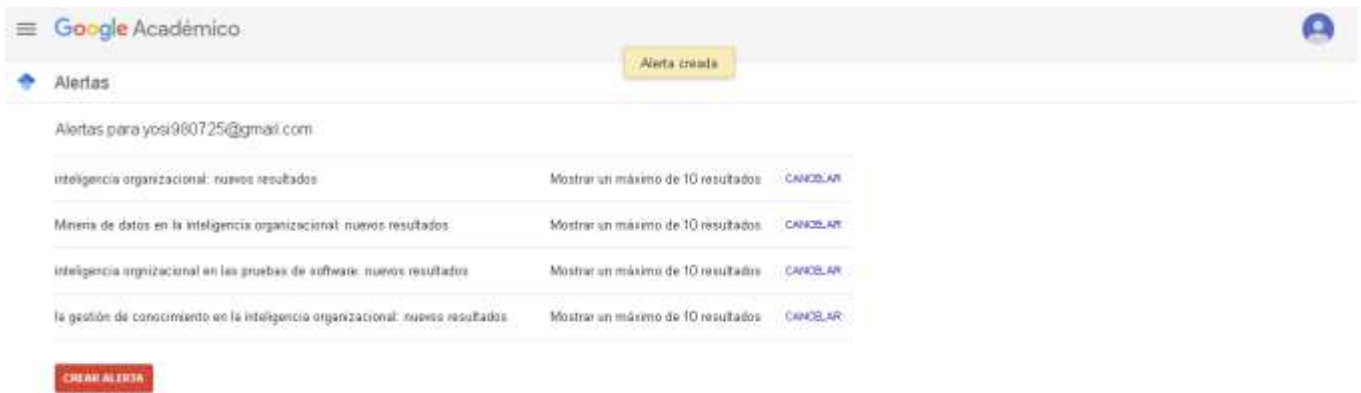 Google Académico
Alerta creada
Alertas
Alertas para yosi980725@gmail.com
inteligencia organizacional: nuevos resultados Mostrar un máximo de 10 resultados CANCELAR
Minería de datos en la inteligencia organizacional: nuevos resultados Mostrar un máximo de 10 resultados CANCELAR
inteligencia orgnizacional en las pruebas de software: nuevos resultados Mostrar un máximo de 10 resultados CANCELAR
la gestión de conocimiento en la inteligencia organizacional: nuevos resultados Mostrar un máximo de 10 resultados CANCELAR
CREAR ALERTA